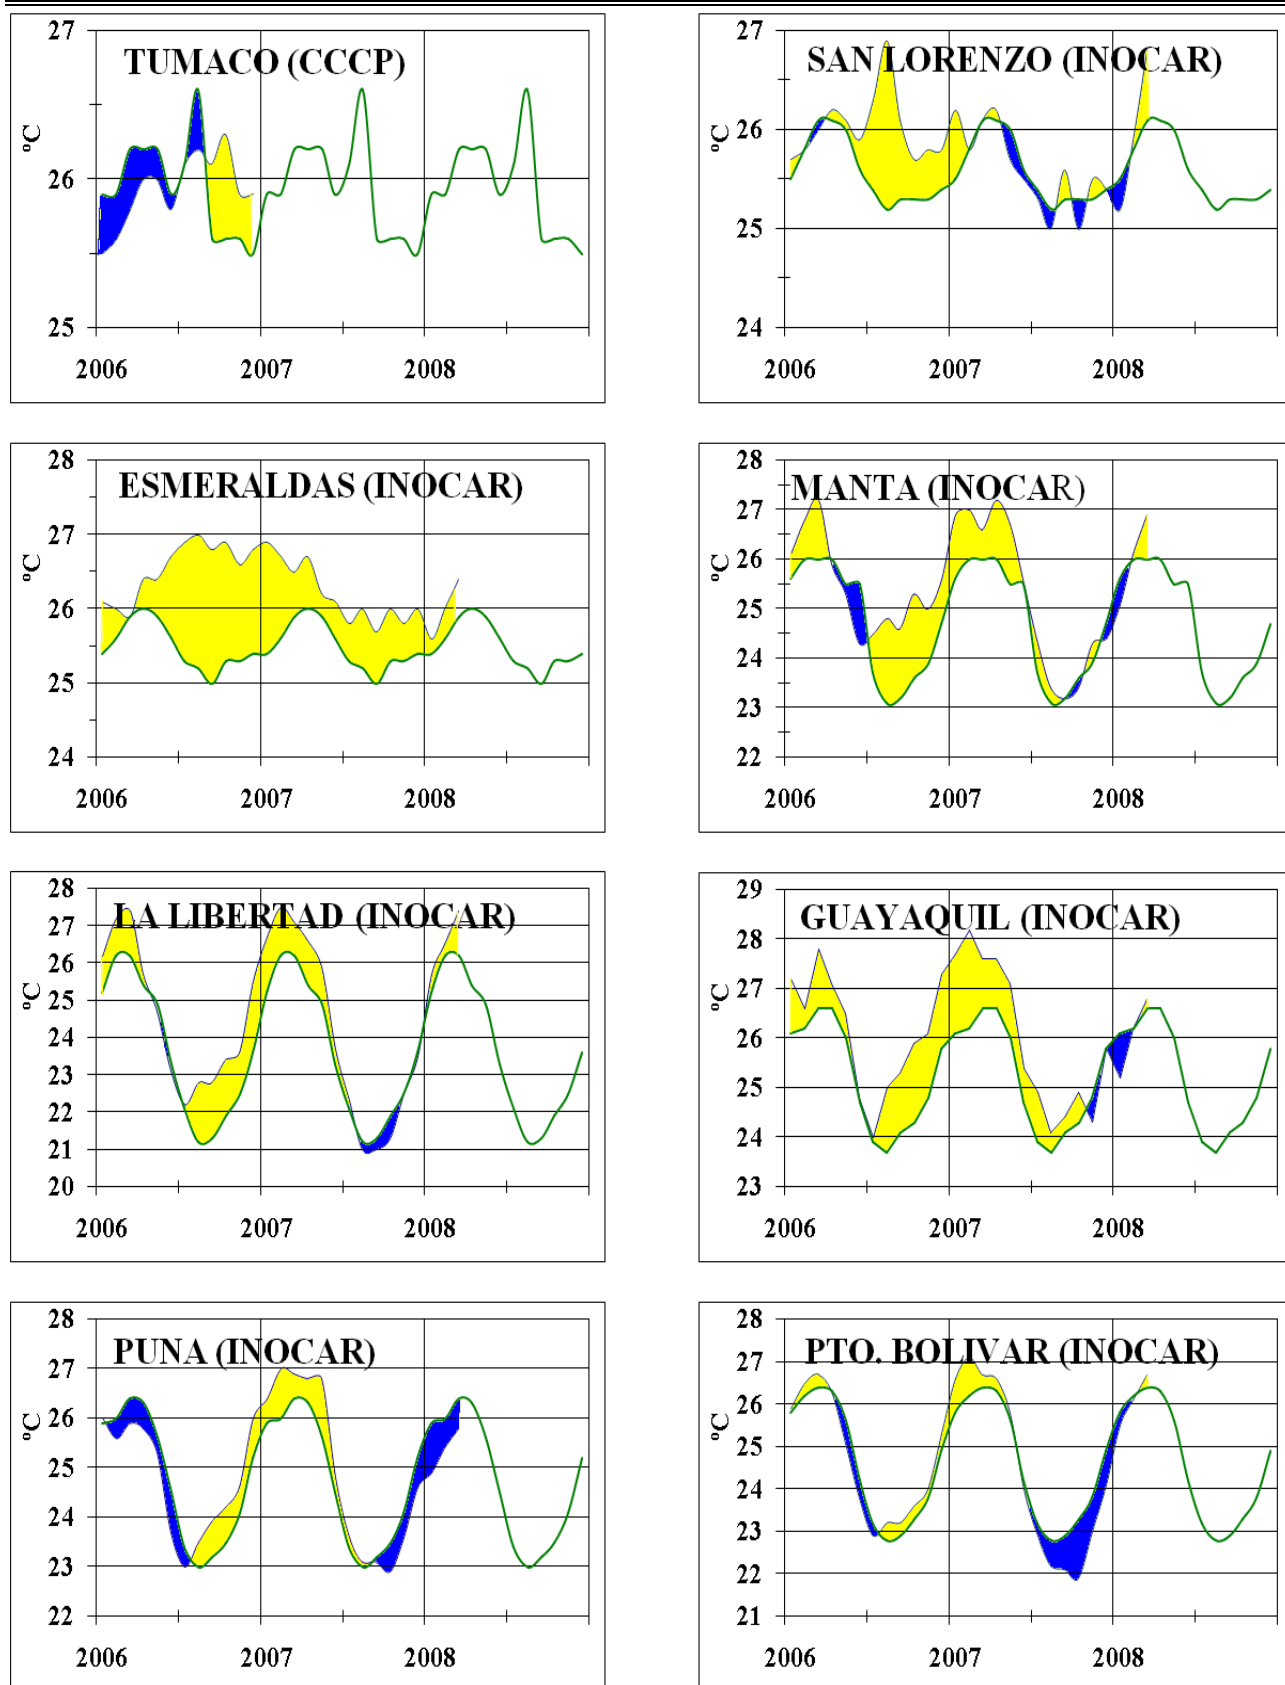 TUMACO (CCCP)
27
26
25
ºC
2006 2007 2008
SAN LORENZO (INOCAR)
27
26
25
24
ºC
2006 2007 2008
ESMERALDAS (INOCAR)
28
27
26
25
24
ºC
2006 2007 2008
MANTA (INOCAR)
28
27
26
25
24
23
22
ºC
2006 2007 2008
LA LIBERTAD (INOCAR)
28
27
26
25
24
23
22
21
20
ºC
2006 2007 2008
GUAYAQUIL (INOCAR)
29
28
27
26
25
24
23
ºC
2006 2007 2008
PUNA (INOCAR)
28
27
26
25
24
23
22
ºC
2006 2007 2008
PTO. BOLIVAR (INOCAR)
28
27
26
25
24
23
22
21
ºC
2006 2007 2008